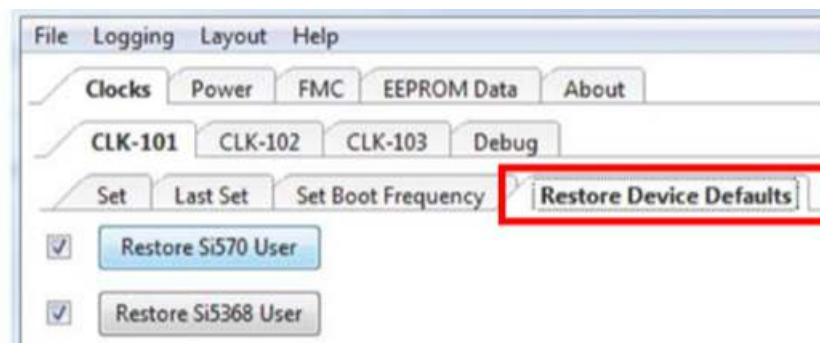 File Logging Layout Help
Clocks Power FMC EEPROM Data About
CLK-101 CLK-102 CLK-103 Debug
Set Last Set Set Boot Frequency Restore Device Defaults
Restore Si570 User
Restore Si5368 User